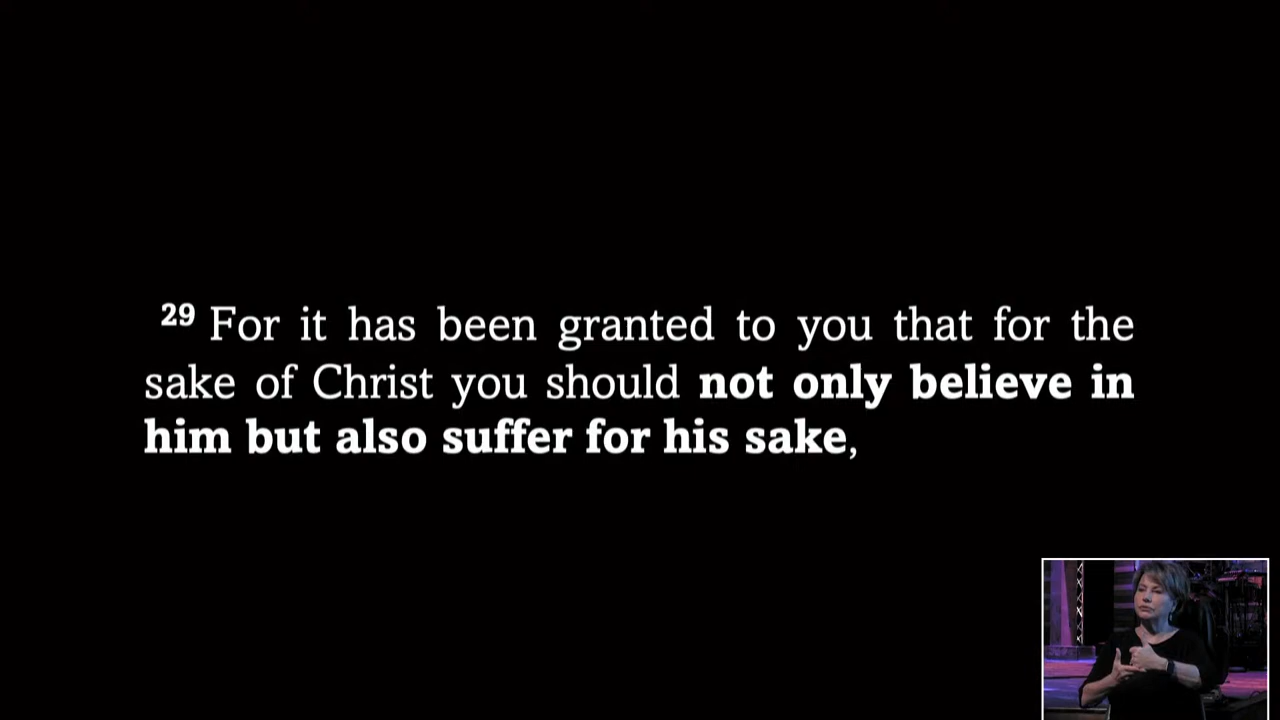 29 For it has been granted to you that for the
sake of Christ you should not only believe in
him but also suffer for his sake,